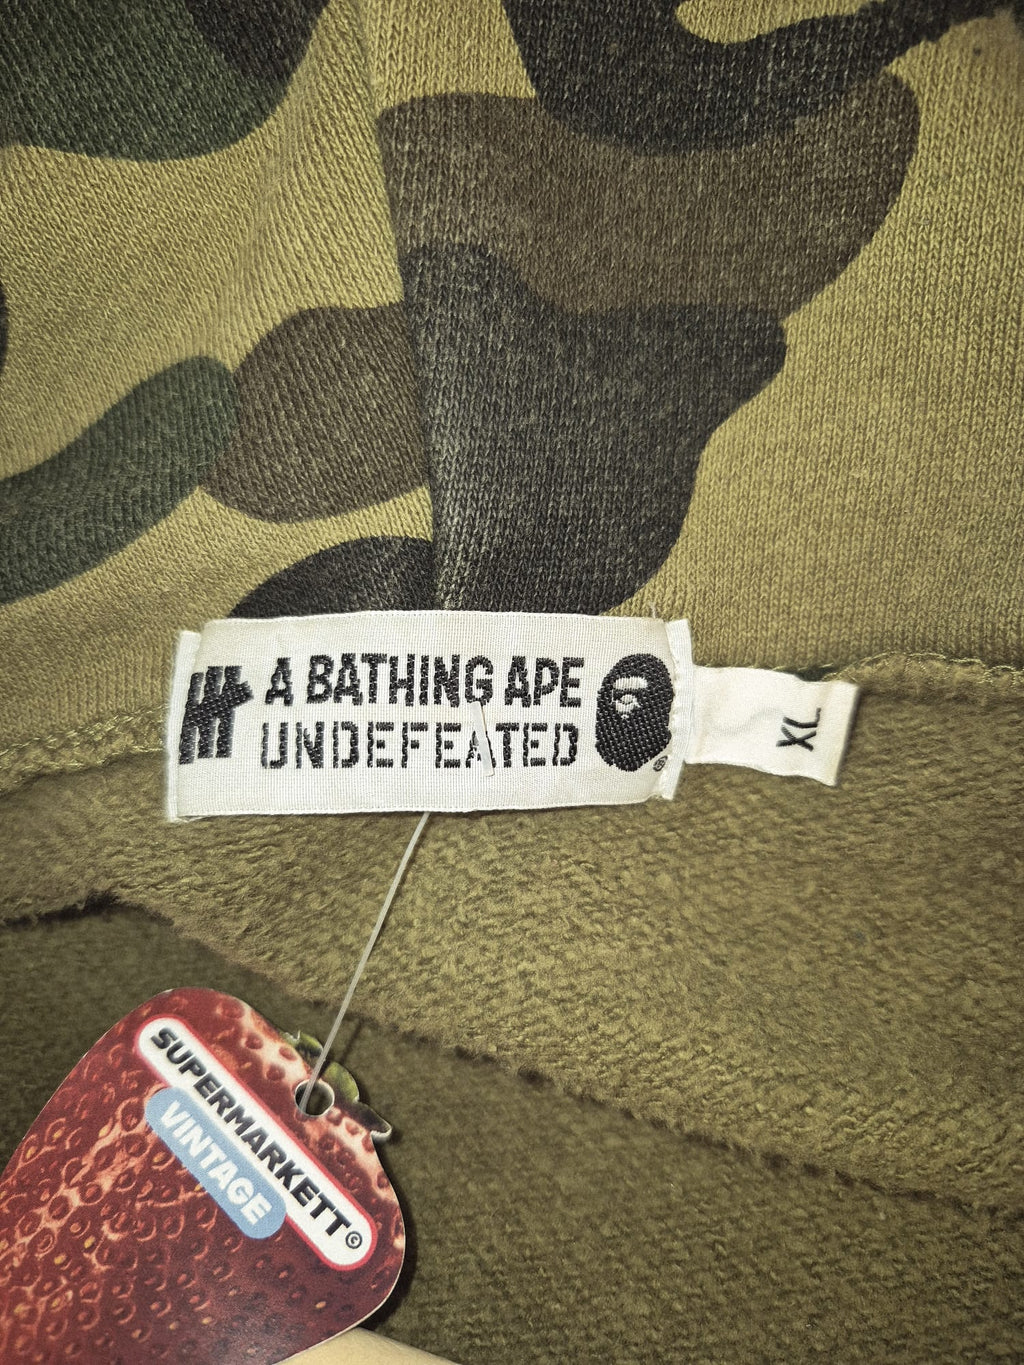 A BATHING APE
UNDEFEATED
®
XL
SUPERMARKETT©
VINTAGE